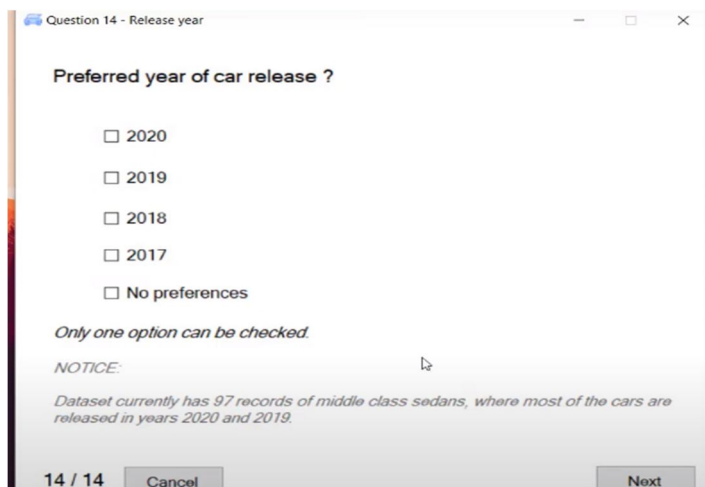 Question 14 - Release year
Preferred year of car release ?
2020
2019
2018
2017
No preferences
Only one option can be checked.
NOTICE:
Dataset currently has 97 records of middle class sedans, where most of the cars are
released in years 2020 and 2019.
14 / 14 Cancel Next